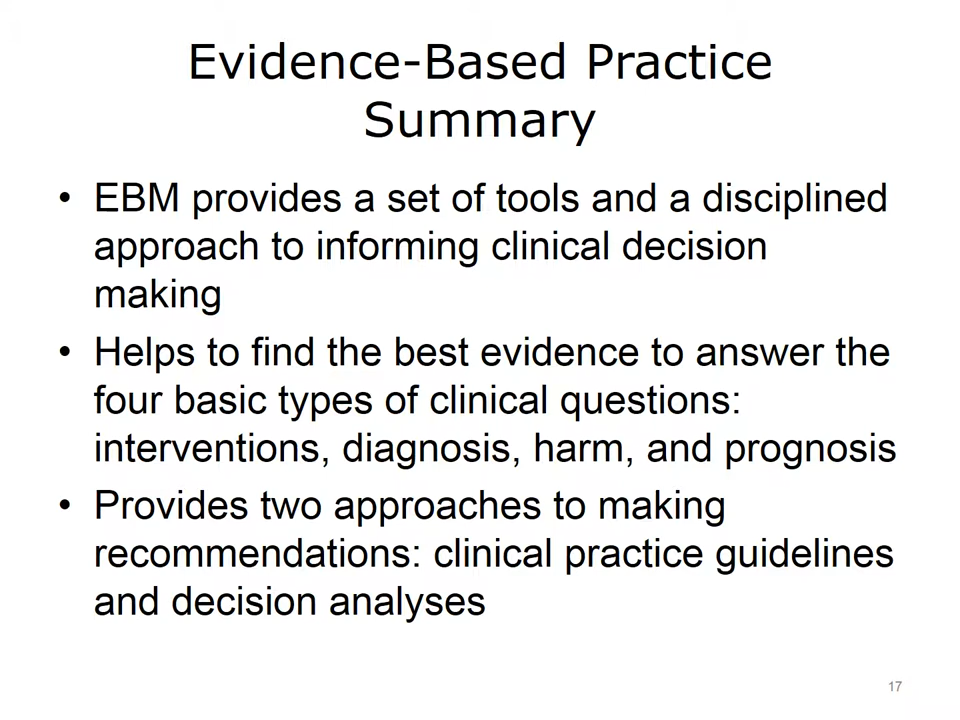 Evidence-Based Practice
Summary
• EBM provides a set of tools and a disciplined
approach to informing clinical decision
making
• Helps to find the best evidence to answer the
four basic types of clinical questions:
interventions, diagnosis, harm, and prognosis
• Provides two approaches to making
recommendations: clinical practice guidelines
and decision analyses
17